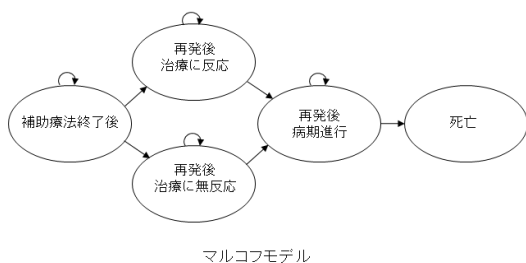 再発後
治療に反応
補助療法終了後
再発後
治療に無反応
再発後
病期進行
死亡
マルコフモデル